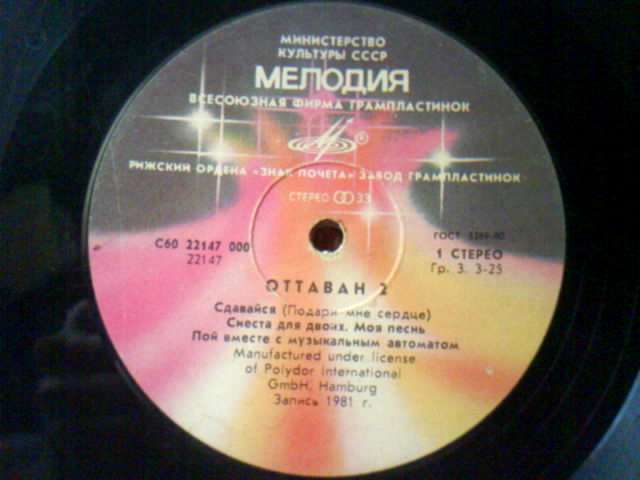 МИНИСТЕРСТВО
КУЛЬТУРЫ СССР
МЕЛОДИЯ
ВСЕСОЮЗНАЯ ФИРМА ГРАМПЛАСТИНОК
РИЖСКИЙ ОРДЕНА «ЗНАК ПОЧЕТА» ЗАВОД ГРАМПЛАСТИНОК
СТЕРЕО 33
С60 22147 000
22147
ГОСТ 5289-80
1 СТЕРЕО
Гр. 3. 3-25
ОТТАВАН 2
Сдавайся (Подари мне сердце)
Сиеста для двоих. Моя песнь
Пой вместе с музыкальным автоматом
Manufactured under license
of Polydor International
GmbH, Hamburg
Запись 1981 г.